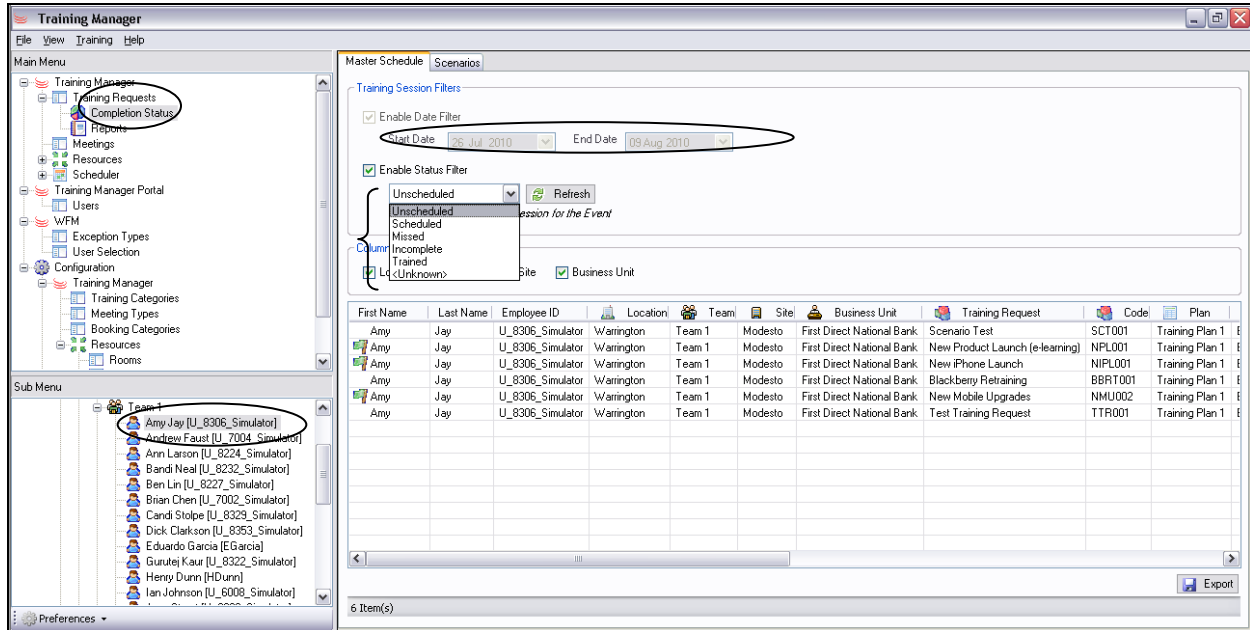 Training Manager
File View Training Help
Main Menu
Training Manager
Training Requests
Completion Status
Reports
Meetings
Resources
Scheduler
Training Manager Portal
Users
WFM
Exception Types
User Selection
Configuration
Training Manager
Training Categories
Meeting Types
Booking Categories
Resources
Rooms
Sub Menu
Team 1
Amy Jay [U_8306_Simulator]
Andrew Faust [U_7004_Simulator]
Ann Larson [U_8224_Simulator]
Bandi Neal [U_8232_Simulator]
Ben Lin [U_8227_Simulator]
Brian Chen [U_7002_Simulator]
Candi Stolpe [U_8329_Simulator]
Dick Clarkson [U_8353_Simulator]
Eduardo Garcia [EGarcia]
Gurutej Kaur [U_8322_Simulator]
Henry Dunn [HDunn]
Ian Johnson [U_6008_Simulator]
Preferences
Master Schedule Scenarios
Training Session Filters
Enable Date Filter
Start Date 26 Jul 2010 End Date 09 Aug 2010
Enable Status Filter
Unscheduled Refresh
Unscheduled
Scheduled
Missed
Incomplete
Trained
<Unknown>
ession for the Event
Column
Lo Site Business Unit
First Name Last Name Employee ID Location Team Site Business Unit Training Request Code Plan
Amy Jay U_8306_Simulator Warrington Team 1 Modesto First Direct National Bank Scenario Test SCT001 Training Plan 1
Amy Jay U_8306_Simulator Warrington Team 1 Modesto First Direct National Bank New Product Launch (e-learning) NPL001 Training Plan 1
Amy Jay U_8306_Simulator Warrington Team 1 Modesto First Direct National Bank New iPhone Launch NIPL001 Training Plan 1
Amy Jay U_8306_Simulator Warrington Team 1 Modesto First Direct National Bank Blackberry Retraining BBRT001 Training Plan 1
Amy Jay U_8306_Simulator Warrington Team 1 Modesto First Direct National Bank New Mobile Upgrades NMU002 Training Plan 1
Amy Jay U_8306_Simulator Warrington Team 1 Modesto First Direct National Bank Test Training Request TTR001 Training Plan 1
Export
6 Item(s)